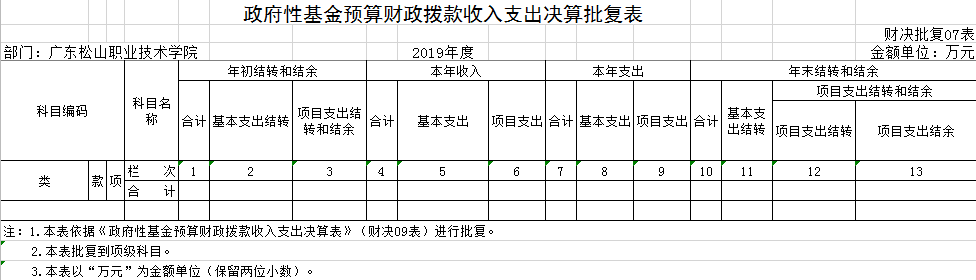 政府性基金预算财政拨款收入支出决算批复表
财决批复07表
部门：广东松山职业技术学院 2019年度 金额单位：万元
科目编码 科目名称 年初结转和结余 本年收入 本年支出 年末结转和结余
合计 基本支出结转 项目支出结转和结余 合计 基本支出 项目支出 合计 基本支出 项目支出 合计 基本支出结转 项目支出结转和结余
项目支出结转 项目支出结余
类 款 项 栏次 1 2 3 4 5 6 7 8 9 10 11 12 13
合计
注：1.本表依据《政府性基金预算财政拨款收入支出决算表》（财决09表）进行批复。
2.本表批复到项级科目。
3.本表以“万元”为金额单位（保留两位小数）。